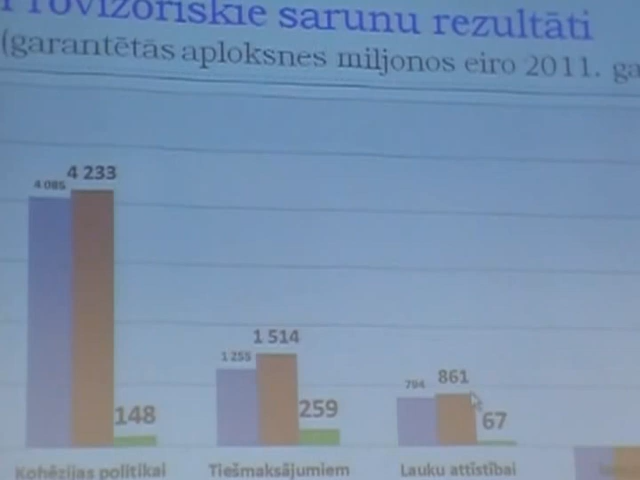 Provizoriskie sarunu rezultāti
(garantētās aploksnes miljonos eiro 2011. ga
4 085
4 233
148
1 255
1 514
259
794
861
67
Kohēzijas politikai
Tiešmaksājumiem
Lauku attīstībai